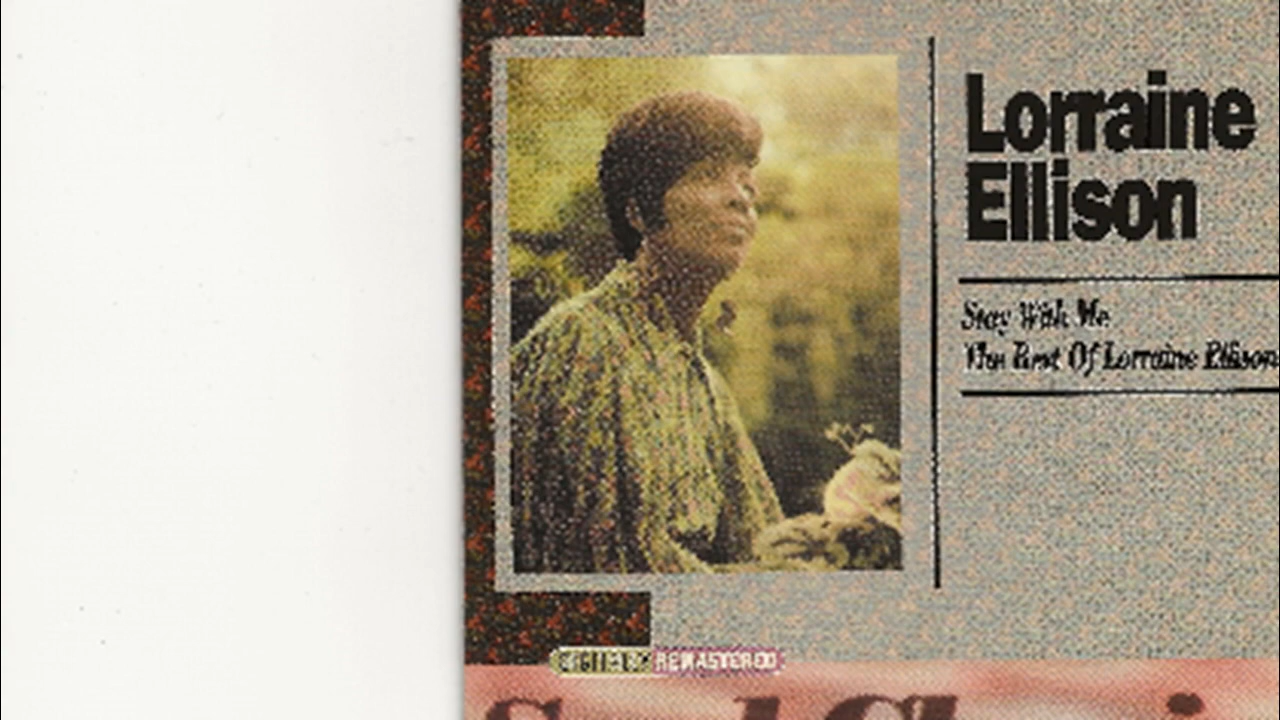 Lorraine
Ellison
Stay With Me
The Best Of Lorraine Ellison
DIGITALLY REMASTERED